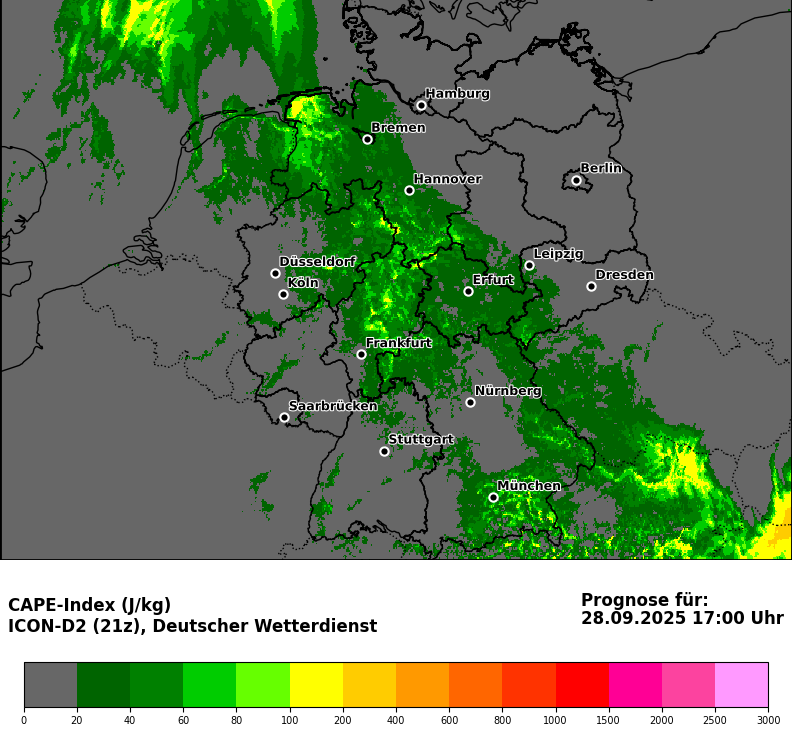 Hamburg
Bremen
Berlin
Hannover
Leipzig
Düsseldorf
Dresden
Erfurt
Köln
Frankfurt
Nürnberg
Saarbrücken
Stuttgart
München
CAPE-Index (J/kg)
ICON-D2 (21z), Deutscher Wetterdienst
Prognose für:
28.09.2025 17:00 Uhr
0 20 40 60 80 100 200 400 600 800 1000 1500 2000 2500 3000